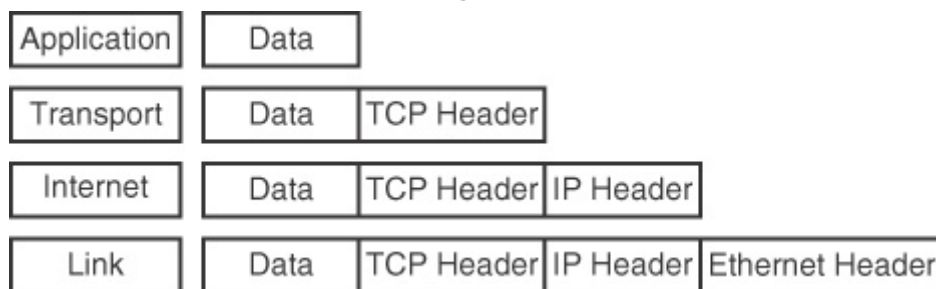 Application Data
Transport Data TCP Header
Internet Data TCP Header IP Header
Link Data TCP Header IP Header Ethernet Header